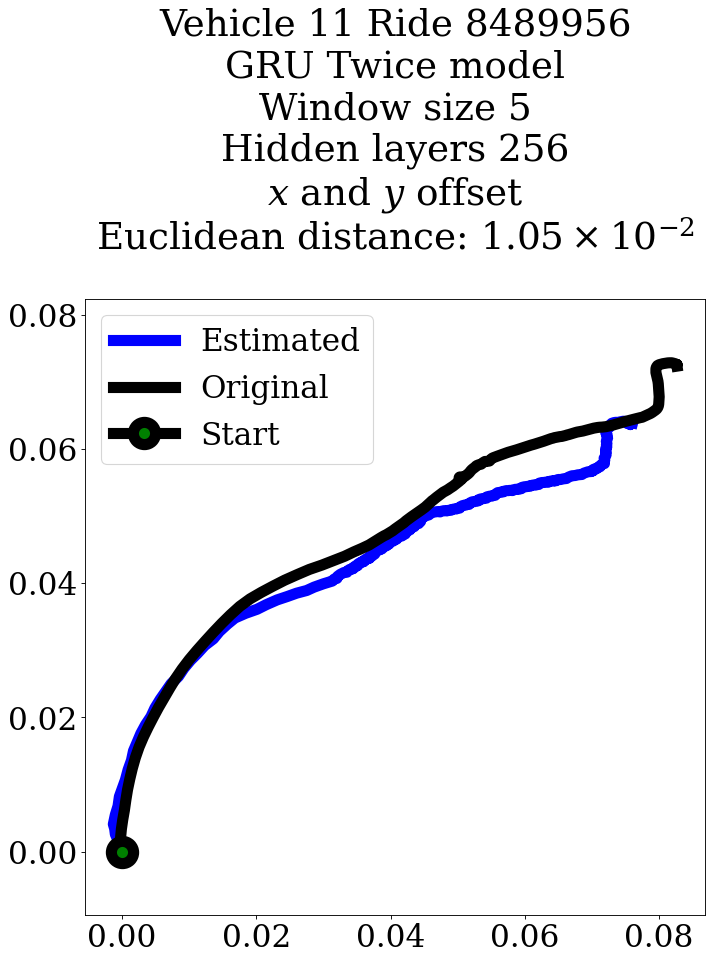 Vehicle 11 Ride 8489956
GRU Twice model
Window size 5
Hidden layers 256
x and y offset
Euclidean distance: 1.05 × 10⁻²
Estimated
Original
Start
0.08
0.06
0.04
0.02
0.00
0.00 0.02 0.04 0.06 0.08